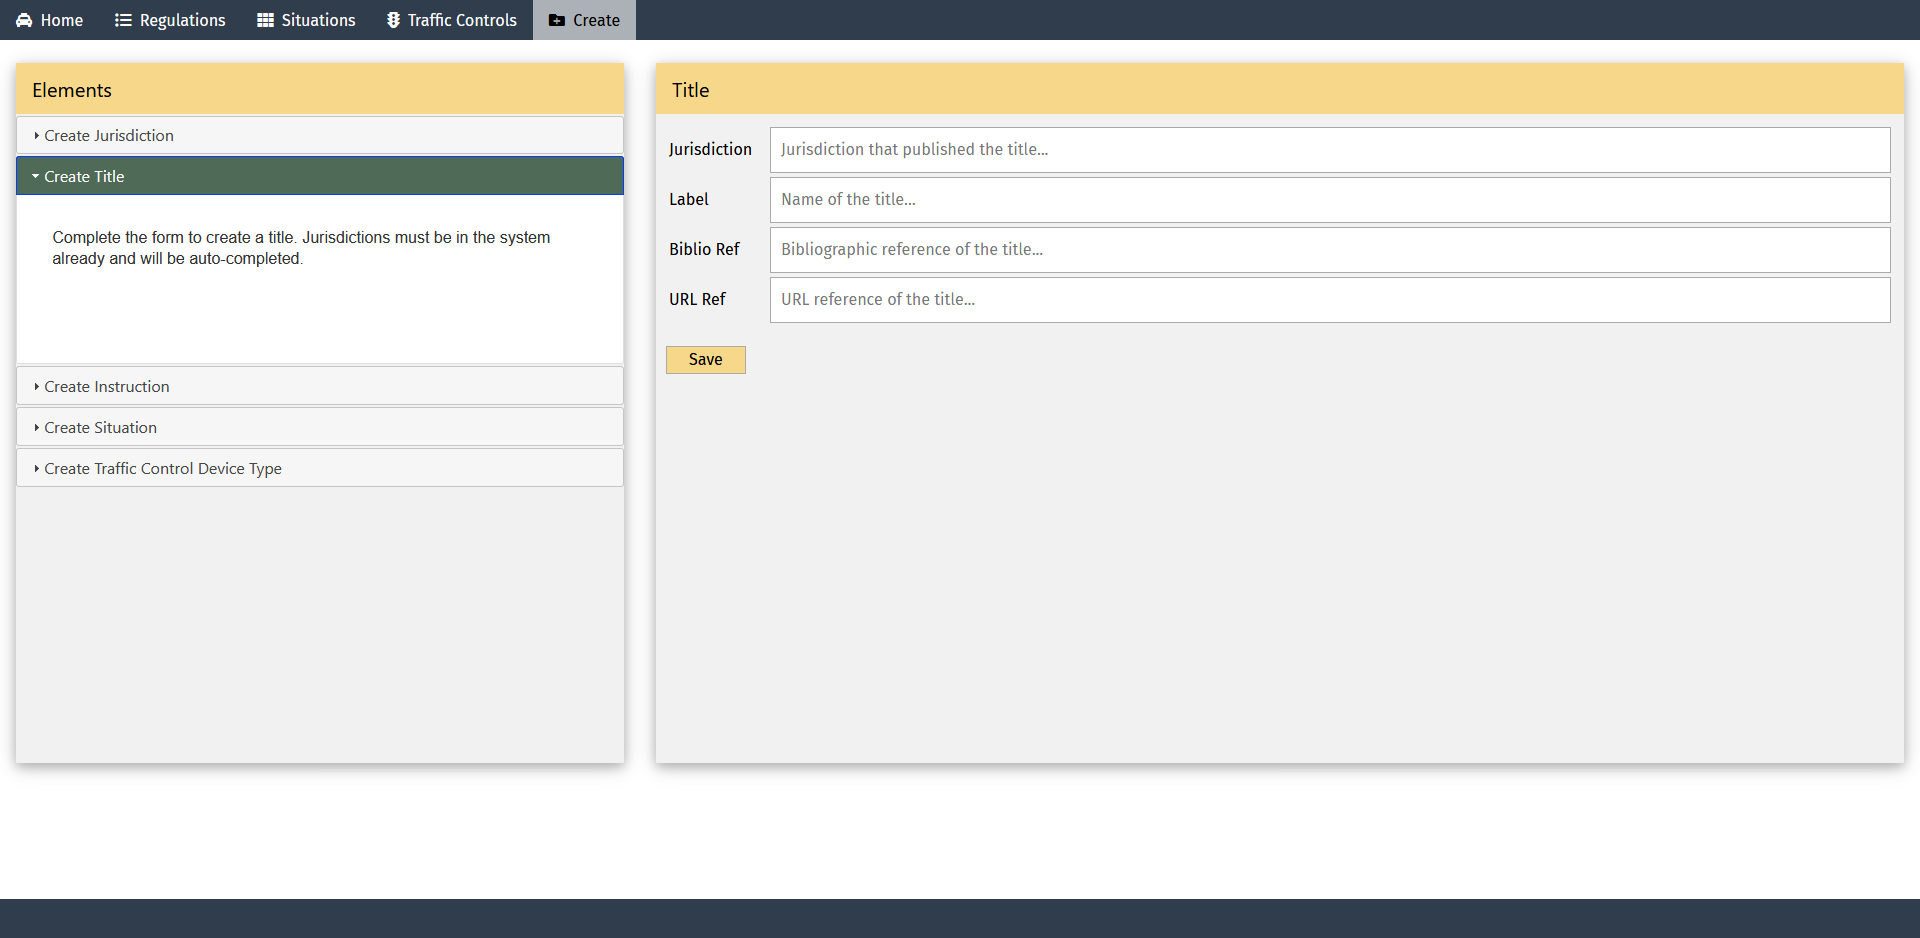 Home Regulations Situations Traffic Controls Create
Elements
Create Jurisdiction
Create Title
Complete the form to create a title. Jurisdictions must be in the system
already and will be auto-completed.
Create Instruction
Create Situation
Create Traffic Control Device Type
Title
Jurisdiction Jurisdiction that published the title...
Label Name of the title...
Biblio Ref Bibliographic reference of the title...
URL Ref URL reference of the title...
Save